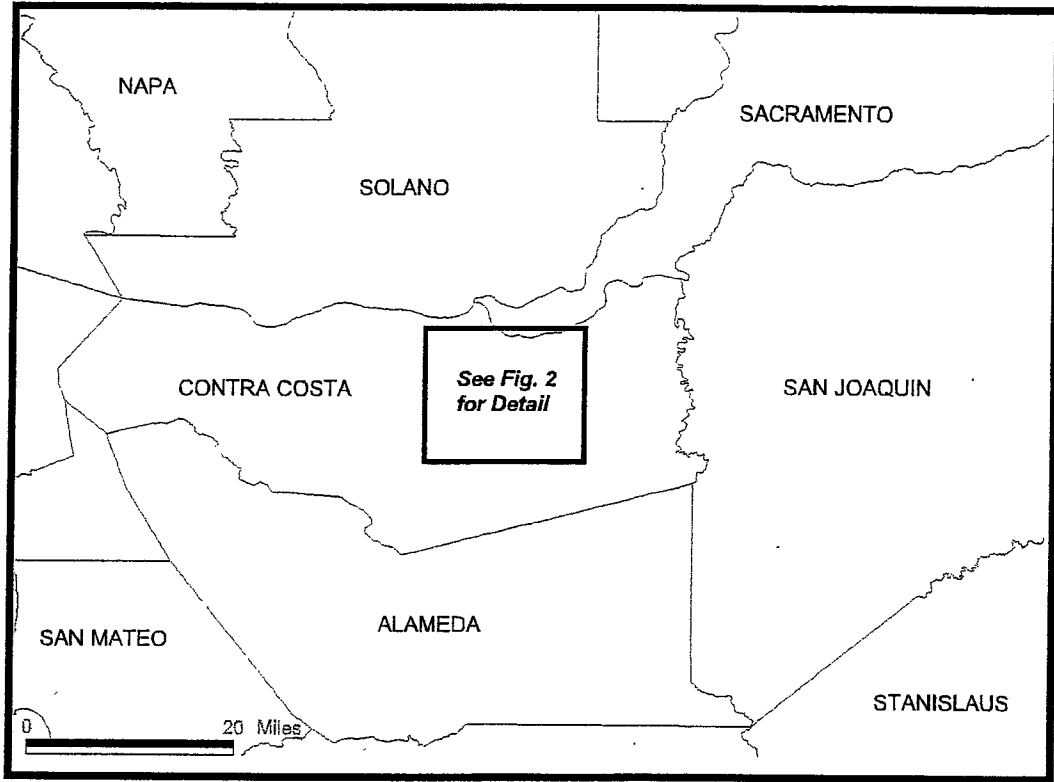 NAPA
SACRAMENTO
SOLANO
CONTRA COSTA
See Fig. 2
for Detail
SAN JOAQUIN
SAN MATEO
ALAMEDA
STANISLAUS
0 20 Miles